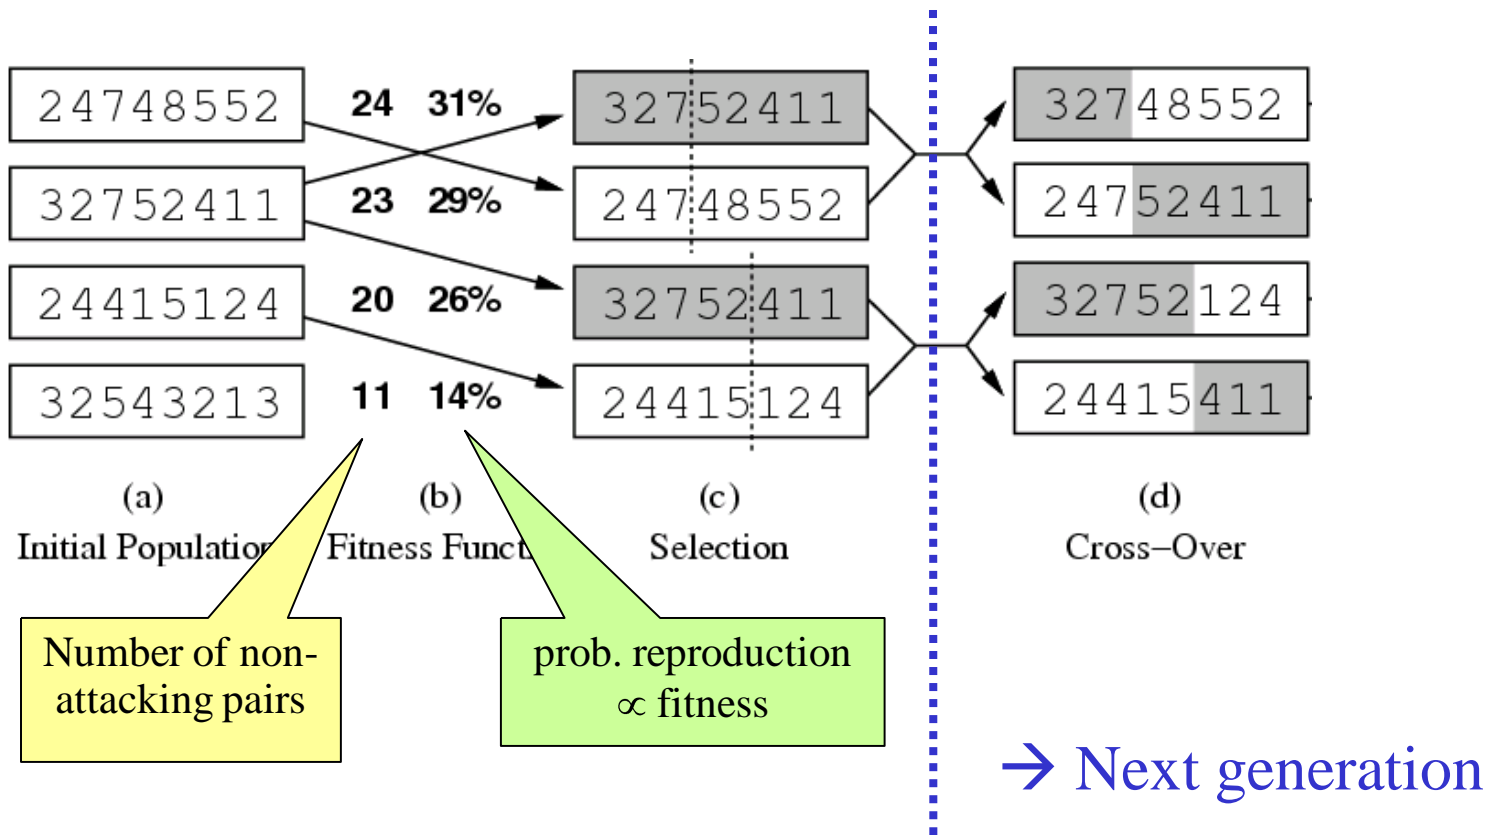 24748552 24 31% 32752411 32748552
32752411 23 29% 24748552 24752411
24415124 20 26% 32752411 32752124
32543213 11 14% 24415124 24415411
(a) (b) (c) (d)
Initial Population Fitness Funct Selection Cross-Over
Number of non-
attacking pairs
prob. reproduction
∝ fitness
→ Next generation